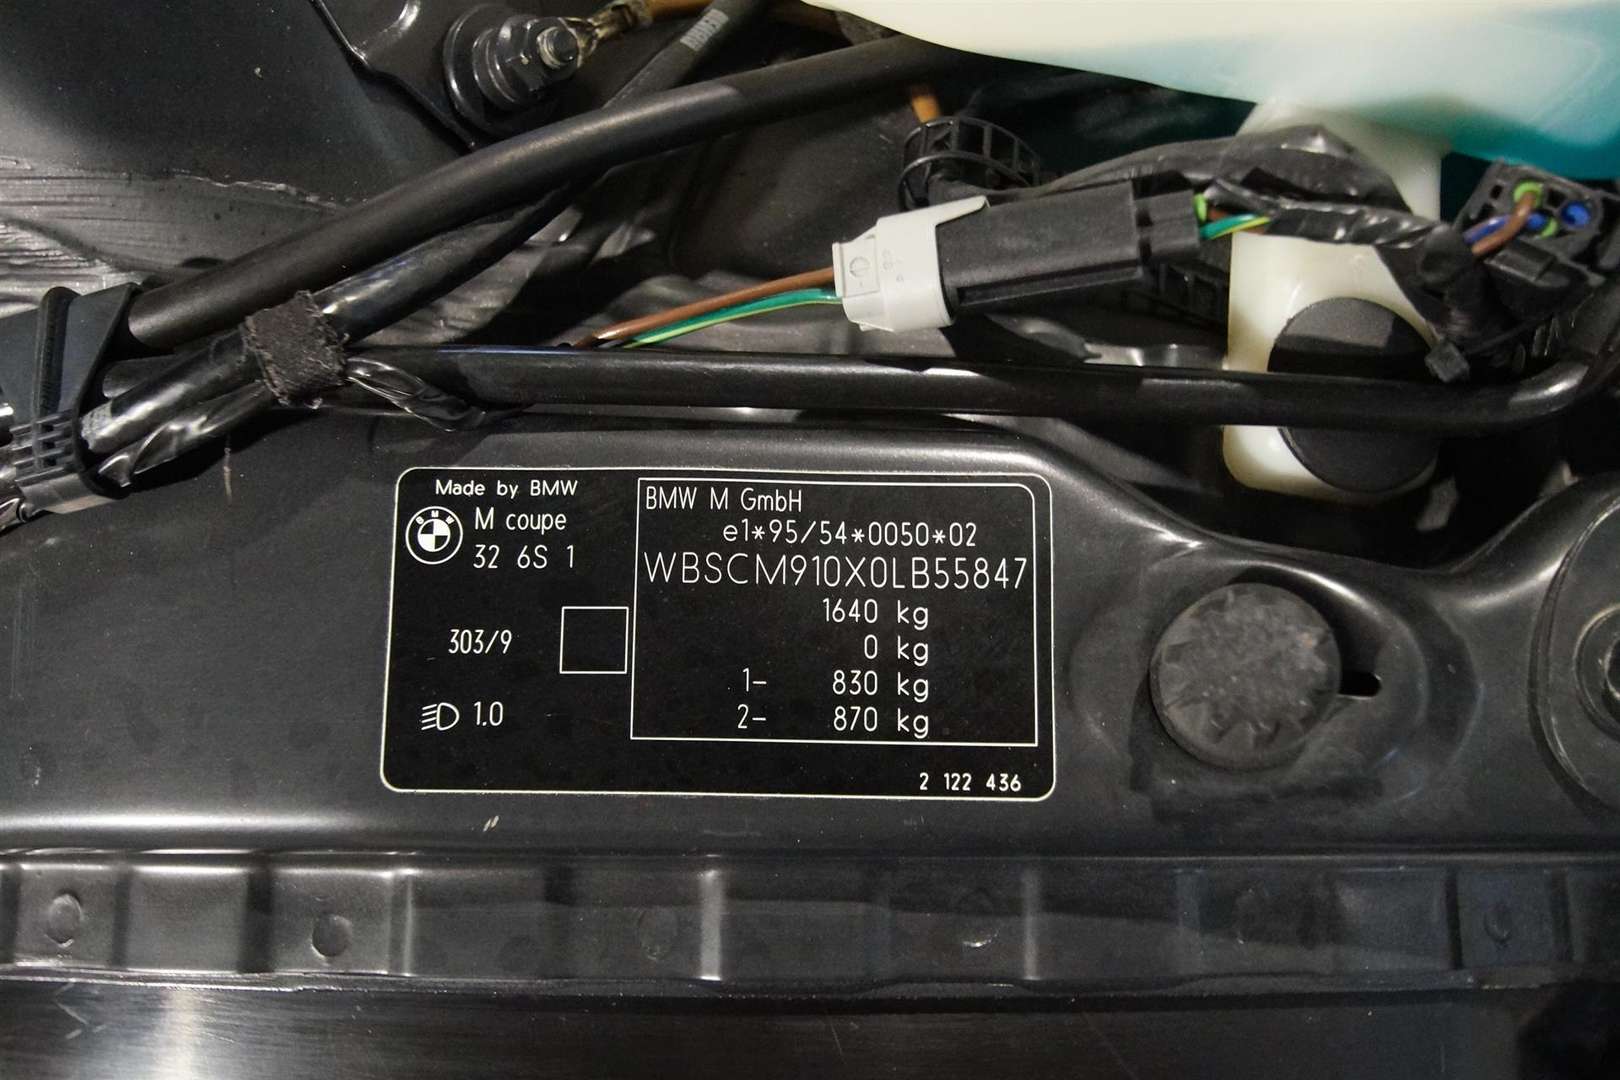 Made by BMW
BMW
M coupe
32 6S 1
303/9
1.0
BMW M GmbH
e1*95/54*0050*02
WBSCM910X0LB55847
1640 kg
0 kg
1- 830 kg
2- 870 kg
2 122 436